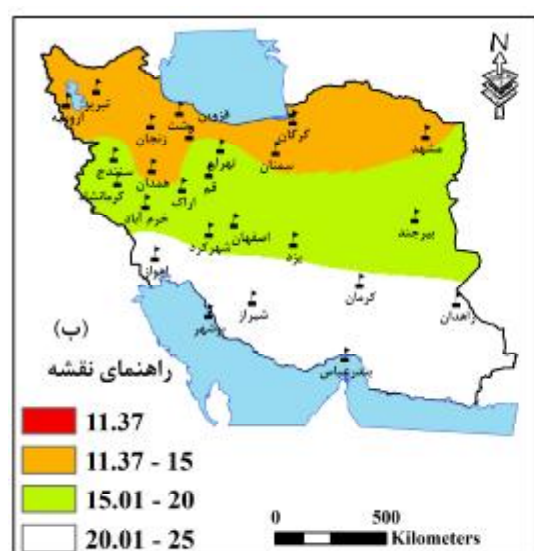 N
تبریز
ارومیه
رشت
قزوین
زنجان
گرگان
مشهد
سمنان
تهران
سنندج
همدان
قم
کرمانشاه
اراک
خرم آباد
بیرجند
اصفهان
شهرکرد
یزد
اهواز
کرمان
زاهدان
شیراز
بوشهر
بندرعباس
(ب)
راهنمای نقشه
11.37
11.37 - 15
15.01 - 20
20.01 - 25
0 500
Kilometers